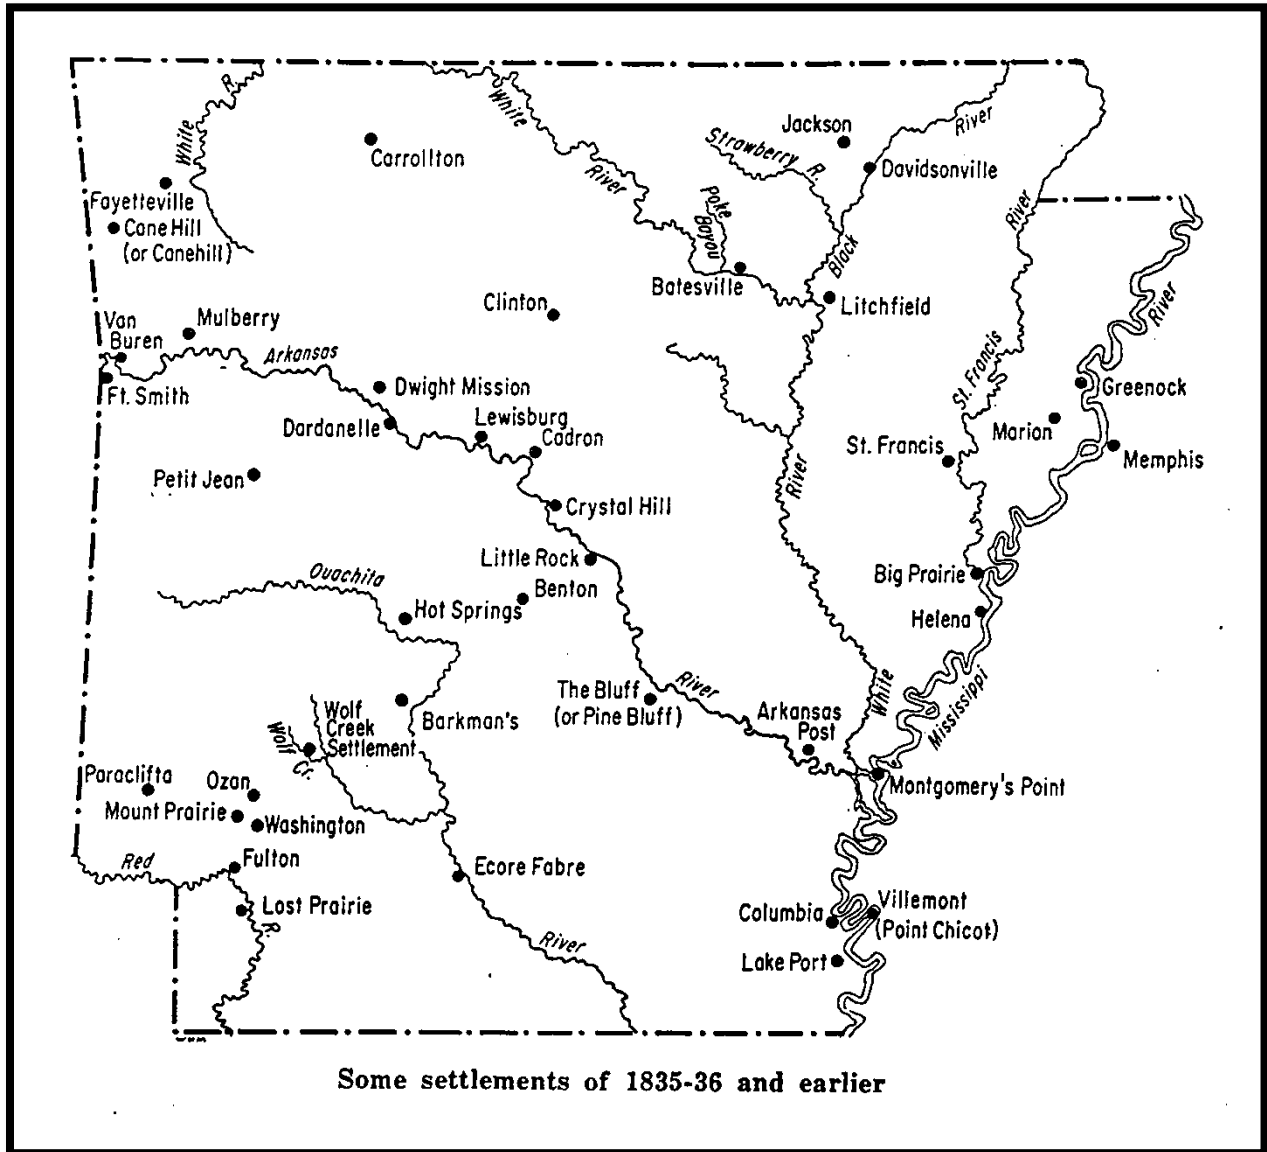 White R.
White
River
Strawberry R.
Jackson
River
Carrollton
Davidsonville
Fayetteville
Cane Hill
(or Canehill)
Poke
Bayou
River
Black
Batesville
Litchfield
River
Clinton
Van
Buren
Mulberry
Arkansas
Ft. Smith
Dwight Mission
St. Francis
Greenock
Dardanelle
Lewisburg
Cadron
Marion
St. Francis
Memphis
Petit Jean
River
Crystal Hill
Little Rock
Ouachita
Benton
Big Prairie
Hot Springs
Helena
The Bluff
(or Pine Bluff)
River
White
Mississippi
Arkansas
Post
Wolf
Creek
Settlement
Barkman's
Wolf Cr.
Paraclifta
Ozan
Montgomery's Point
Mount Prairie
Washington
Red
Fulton
Ecore Fabre
Lost Prairie
R.
Columbia
Villemont
(Point Chicot)
River
Lake Port
Some settlements of 1835-36 and earlier